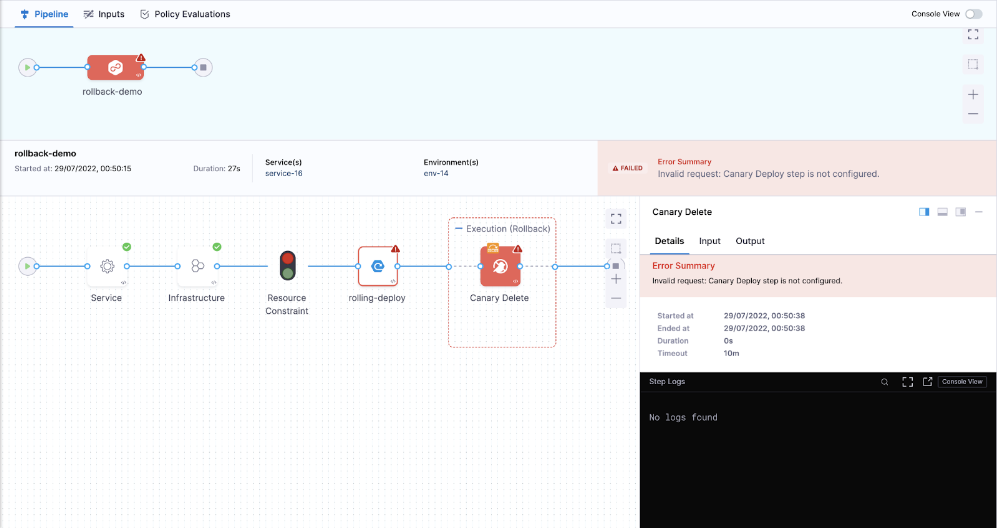 Pipeline Inputs Policy Evaluations Console View
rollback-demo
rollback-demo
Started at: 29/07/2022, 00:50:15 Duration: 27s
Service(s)
service-16
Environment(s)
env-14
FAILED
Error Summary
Invalid request: Canary Deploy step is not configured.
Execution (Rollback)
Service
Infrastructure
Resource
Constraint
rolling-deploy
Canary Delete
Canary Delete
Details Input Output
Error Summary
Invalid request: Canary Deploy step is not configured.
Started at 29/07/2022, 00:50:38
Ended at 29/07/2022, 00:50:38
Duration 0s
Timeout 10m
Step Logs Console View
No logs found